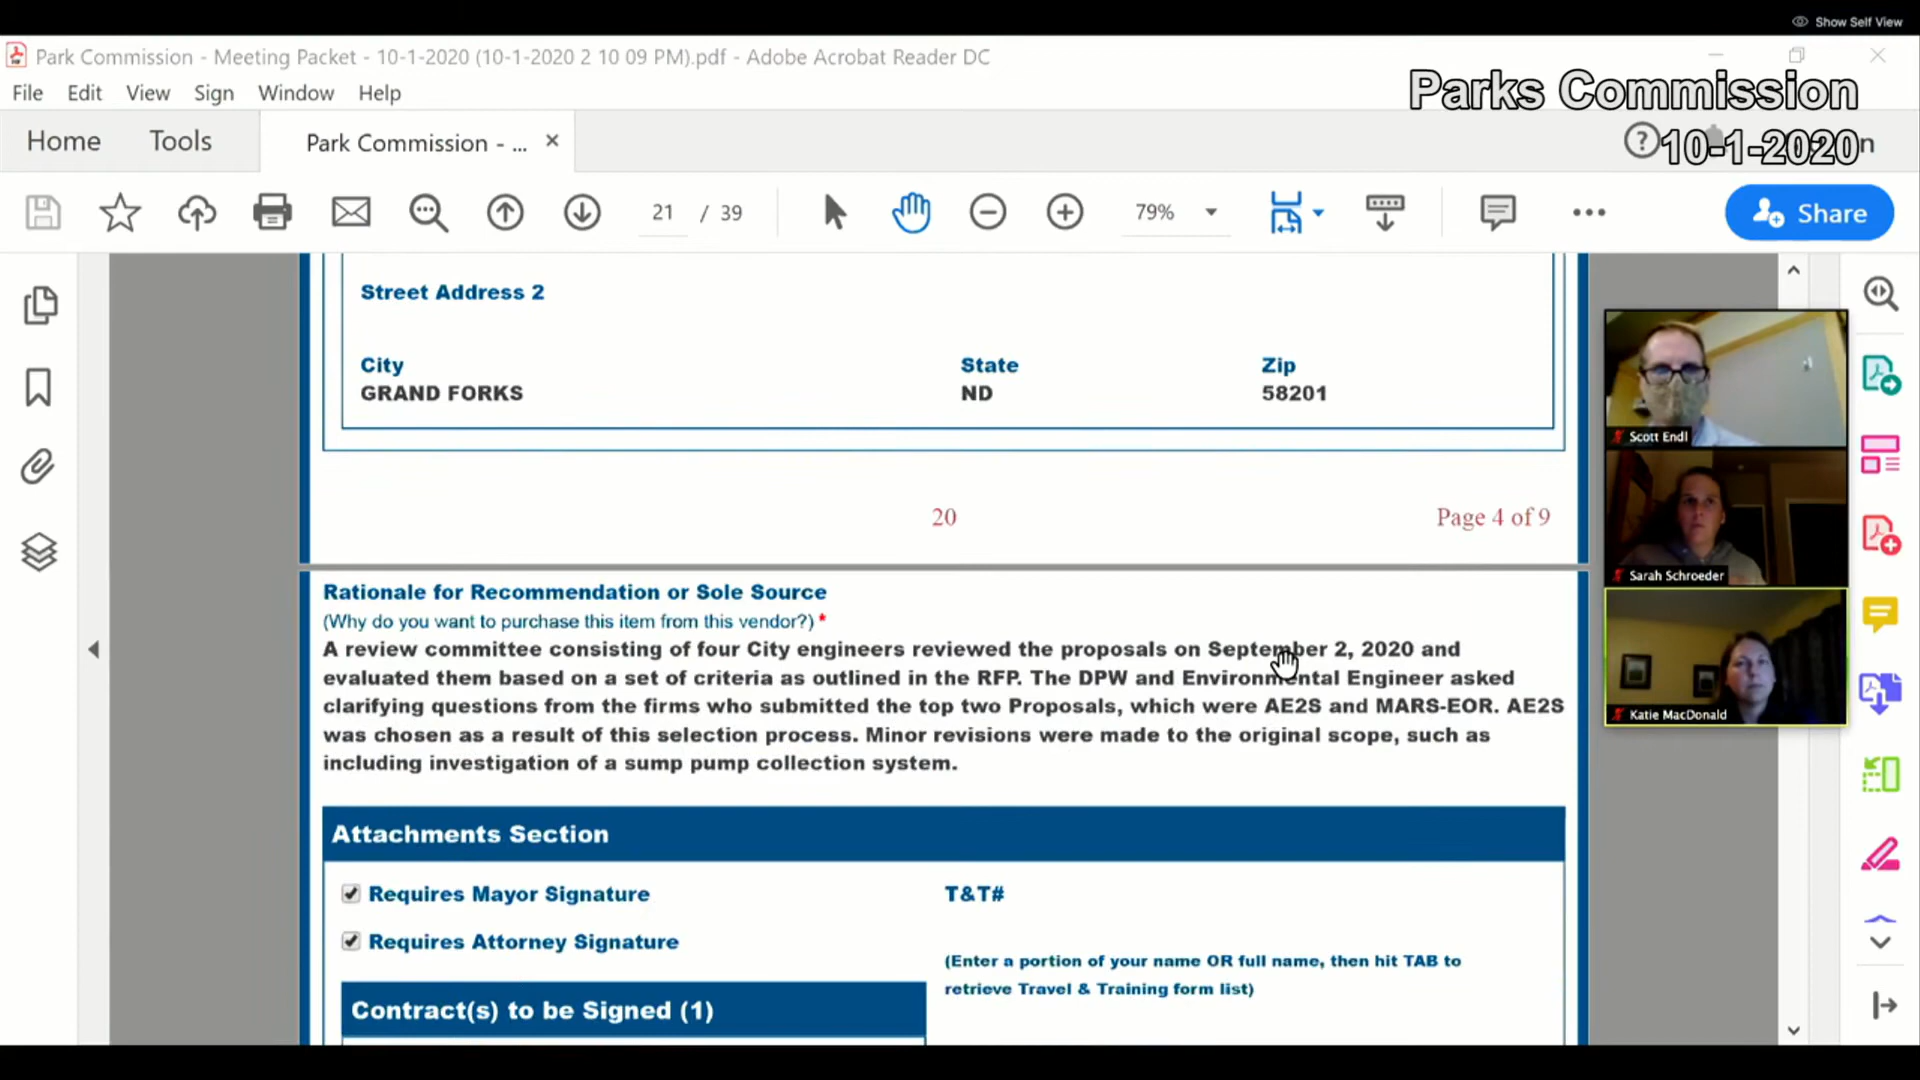 Show Self View
Park Commission - Meeting Packet - 10-1-2020 (10-1-2020 2 10 09 PM).pdf - Adobe Acrobat Reader DC
File Edit View Sign Window Help
Parks Commission
10-1-2020
Home Tools Park Commission - ...
21 / 39 79% Share
Street Address 2
City State Zip
GRAND FORKS ND 58201
20 Page 4 of 9
Rationale for Recommendation or Sole Source
(Why do you want to purchase this item from this vendor?) *
A review committee consisting of four City engineers reviewed the proposals on September 2, 2020 and
evaluated them based on a set of criteria as outlined in the RFP. The DPW and Environmental Engineer asked
clarifying questions from the firms who submitted the top two Proposals, which were AE2S and MARS-EOR. AE2S
was chosen as a result of this selection process. Minor revisions were made to the original scope, such as
including investigation of a sump pump collection system.
Attachments Section
Requires Mayor Signature T&T#
Requires Attorney Signature
(Enter a portion of your name OR full name, then hit TAB to
retrieve Travel & Training form list)
Contract(s) to be Signed (1)
Scott Endl
Sarah Schroeder
Katie MacDonald